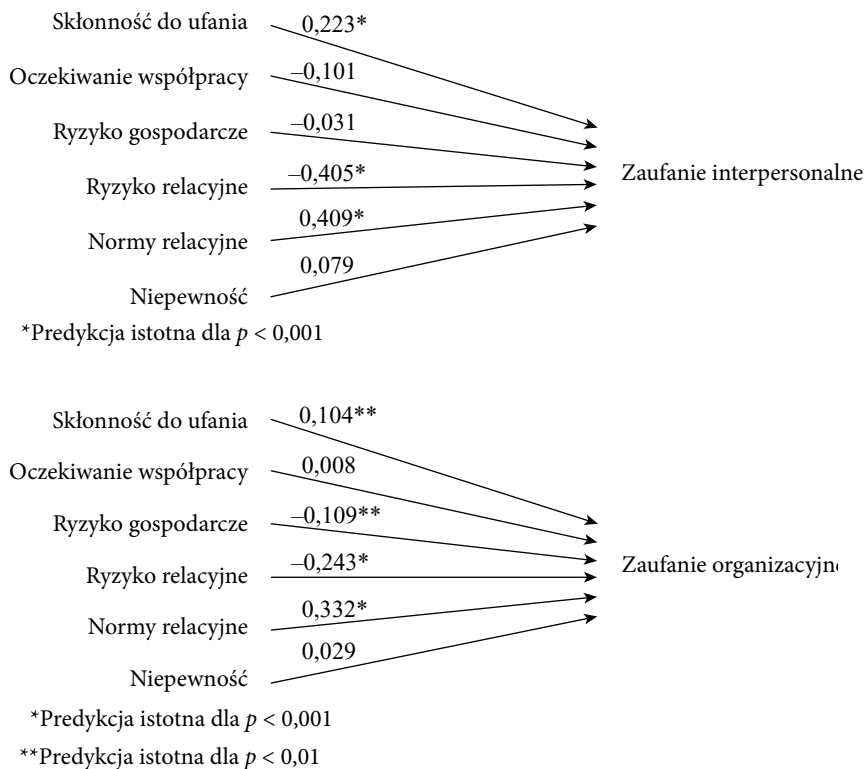 Skłonność do ufania 0,223*
Oczekiwanie współpracy –0,101
Ryzyko gospodarcze –0,031
Ryzyko relacyjne –0,405*
Zaufanie interpersonalne
Normy relacyjne 0,409*
Niepewność 0,079
*Predykcja istotna dla p < 0,001
Skłonność do ufania 0,104**
Oczekiwanie współpracy 0,008
Ryzyko gospodarcze –0,109**
Ryzyko relacyjne –0,243*
Zaufanie organizacyjn
Normy relacyjne 0,332*
Niepewność 0,029
*Predykcja istotna dla p < 0,001
**Predykcja istotna dla p < 0,01